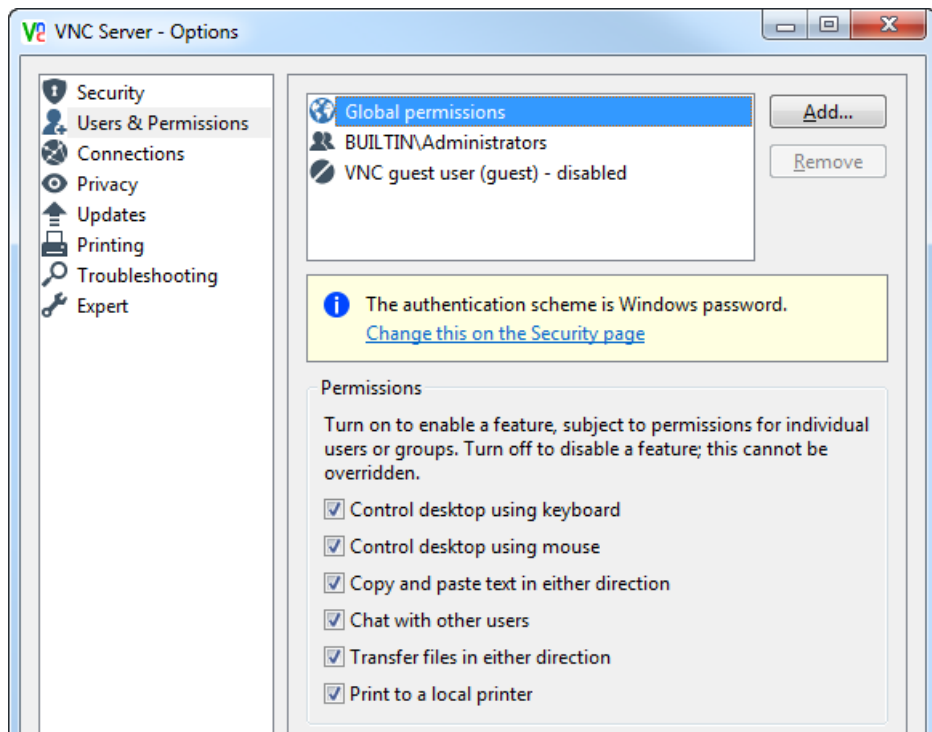 VNC Server - Options
Security
Users & Permissions
Connections
Privacy
Updates
Printing
Troubleshooting
Expert
Global permissions
BUILTIN\Administrators
VNC guest user (guest) - disabled
Add...
Remove
The authentication scheme is Windows password.
Change this on the Security page
Permissions
Turn on to enable a feature, subject to permissions for individual
users or groups. Turn off to disable a feature; this cannot be
overridden.
Control desktop using keyboard
Control desktop using mouse
Copy and paste text in either direction
Chat with other users
Transfer files in either direction
Print to a local printer